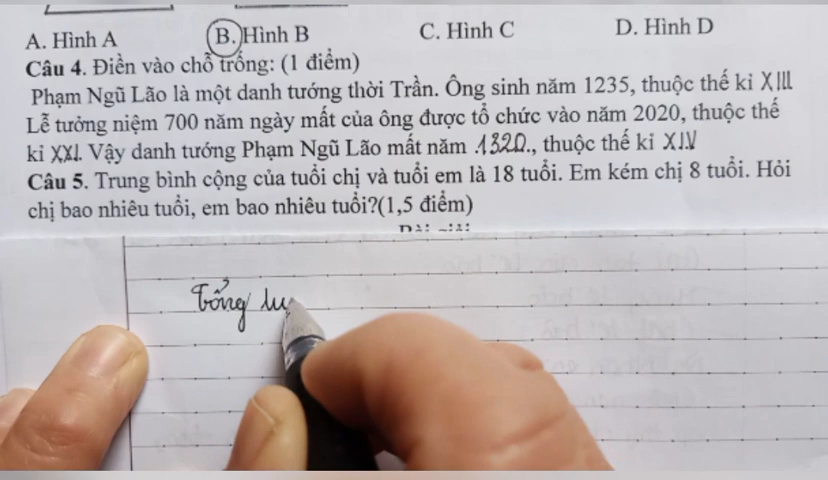 A. Hình A B. Hình B C. Hình C D. Hình D
Câu 4. Điền vào chỗ trống: (1 điểm)
Phạm Ngũ Lão là một danh tướng thời Trần. Ông sinh năm 1235, thuộc thế kỉ XIII
Lễ tưởng niệm 700 năm ngày mất của ông được tổ chức vào năm 2020, thuộc thế
kỉ XXI. Vậy danh tướng Phạm Ngũ Lão mất năm 1320., thuộc thế kỉ XIV
Câu 5. Trung bình cộng của tuổi chị và tuổi em là 18 tuổi. Em kém chị 8 tuổi. Hỏi
chị bao nhiêu tuổi, em bao nhiêu tuổi?(1,5 điểm)
Tổng